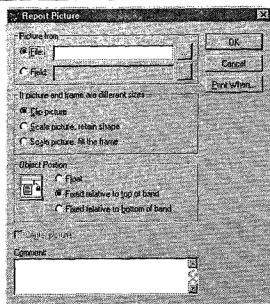 Report Picture
Picture from
File:
Field:
OK
Cancel
Print When...
If picture and frame are different sizes
Clip picture
Scale picture, retain shape
Scale picture, fill the frame
Object Position
Float
Fixed relative to top of band
Fixed relative to bottom of band
Center picture
Comment: